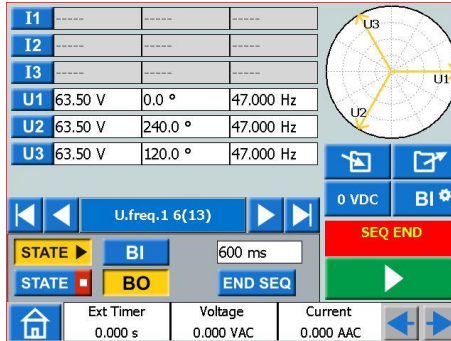 I1 ----- ----- -----
I2 ----- ----- -----
I3 ----- ----- -----
U1 63.50 V 0.0 ° 47.000 Hz
U2 63.50 V 240.0 ° 47.000 Hz
U3 63.50 V 120.0 ° 47.000 Hz
U3
U1
U2
0 VDC BI
U.freq.1 6(13)
SEQ END
STATE BI 600 ms
STATE BO END SEQ
Ext Timer Voltage Current
0.000 s 0.000 VAC 0.000 AAC